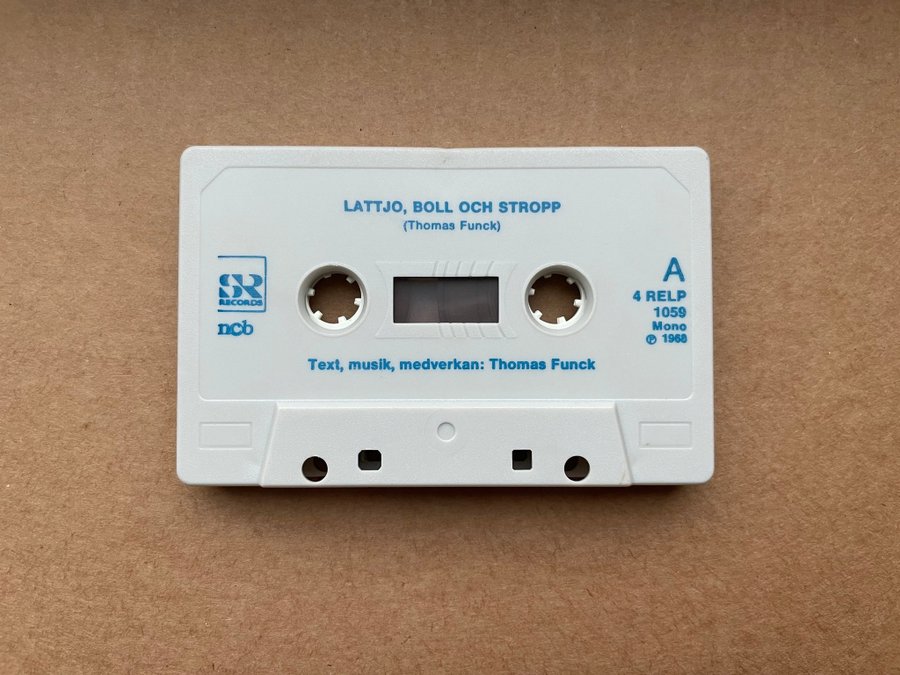 LATTJO, BOLL OCH STROPP
(Thomas Funck)
SR
RECORDS
ncb
A
4 RELP
1059
Mono
℗ 1968
Text, musik, medverkan: Thomas Funck